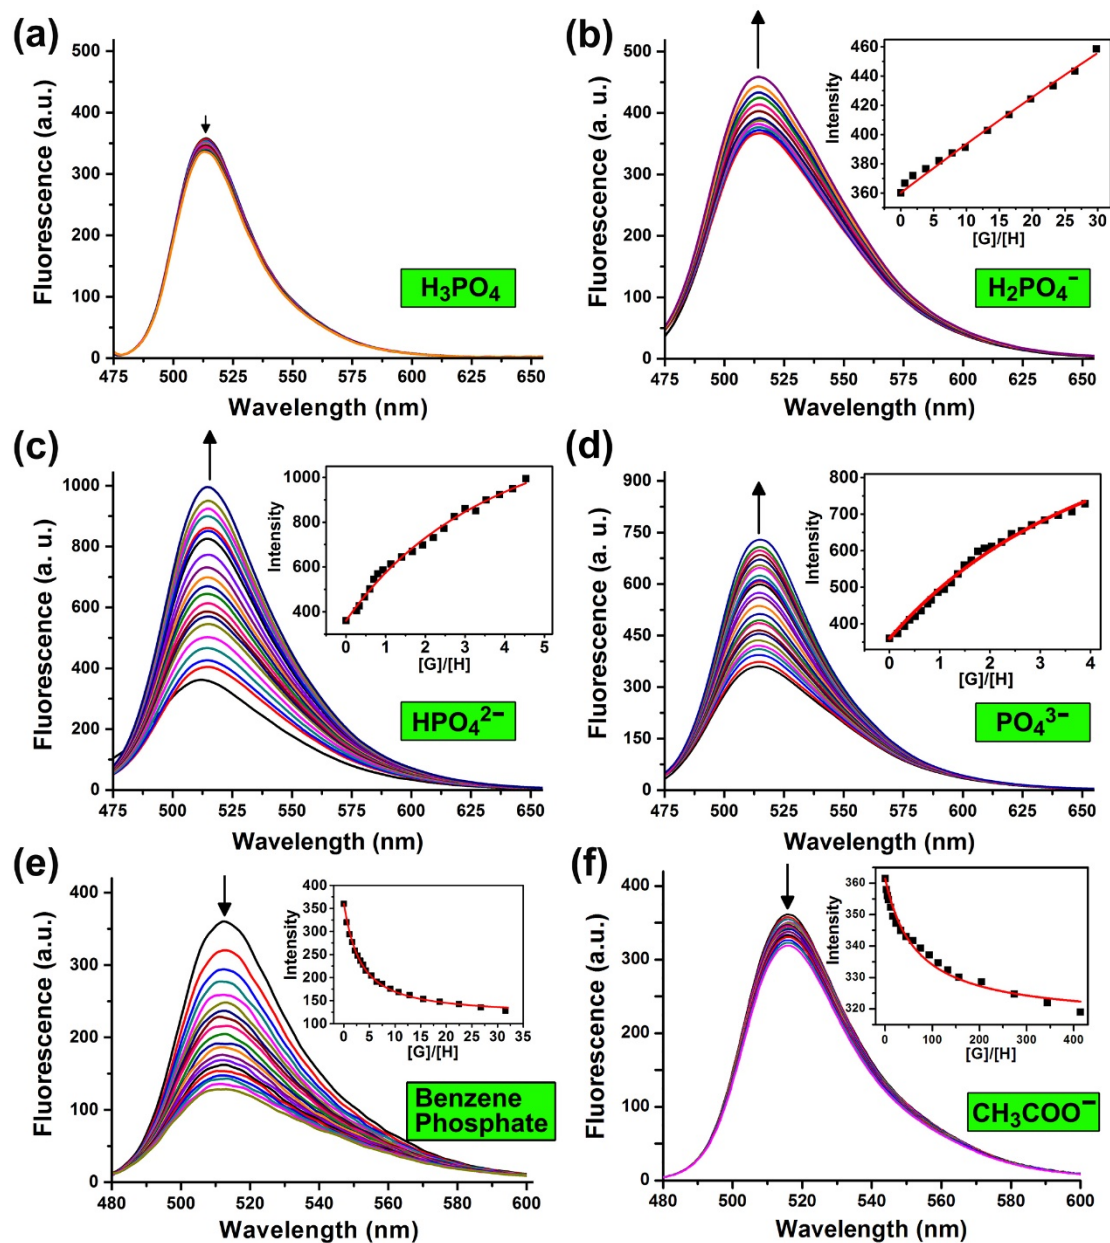 (a)
500
400
300
200
100
0
Fluorescence (a.u.)
H₃PO₄
475 500 525 550 575 600 625 650
Wavelength (nm)
(b)
500
400
300
200
100
0
Fluorescence (a. u.)
460
440
420
400
380
360
Intensity
0 5 10 15 20 25 30
[G]/[H]
H₂PO₄⁻
475 500 525 550 575 600 625 650
Wavelength (nm)
(c)
1000
900
800
700
600
500
400
300
200
100
0
Fluorescence (a. u.)
1000
800
600
400
Intensity
0 1 2 3 4 5
[G]/[H]
HPO₄²⁻
475 500 525 550 575 600 625 650
Wavelength (nm)
(d)
900
750
600
450
300
150
0
Fluorescence (a. u.)
800
700
600
500
400
Intensity
0 1 2 3 4
[G]/[H]
PO₄³⁻
475 500 525 550 575 600 625 650
Wavelength (nm)
(e)
400
300
200
100
0
Fluorescence (a.u.)
400
350
300
250
200
150
100
Intensity
0 5 10 15 20 25 30 35
[G]/[H]
Benzene
Phosphate
480 500 520 540 560 580 600
Wavelength (nm)
(f)
400
300
200
100
0
Fluorescence (a.u.)
360
350
340
330
320
Intensity
0 100 200 300 400
[G]/[H]
CH₃COO⁻
480 500 520 540 560 580 600
Wavelength (nm)